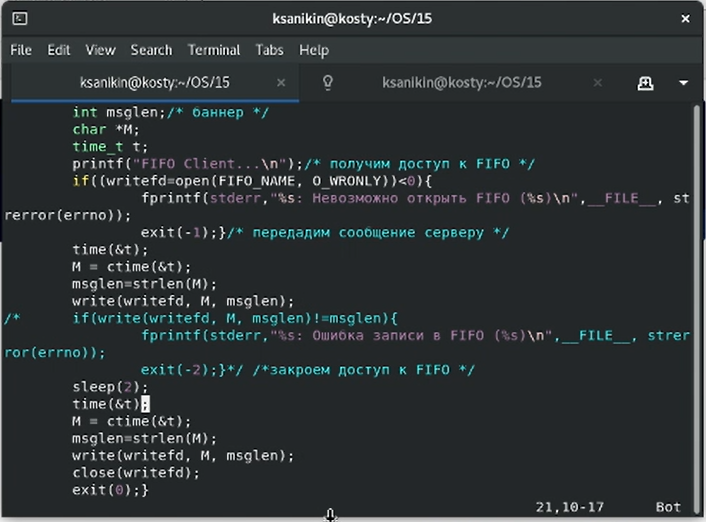 ksanikin@kosty:~/OS/15
File Edit View Search Terminal Tabs Help
ksanikin@kosty:~/OS/15 ksanikin@kosty:~/OS/15
int msglen;/* баннер */
char *M;
time_t t;
printf("FIFO Client...\n");/* получим доступ к FIFO */
if((writefd=open(FIFO_NAME, O_WRONLY))<0){
fprintf(stderr,"%s: Невозможно открыть FIFO (%s)\n",__FILE__, st
rerror(errno));
exit(-1);}/* передадим сообщение серверу */
time(&t);
M = ctime(&t);
msglen=strlen(M);
write(writefd, M, msglen);
/* if(write(writefd, M, msglen)!=msglen){
fprintf(stderr,"%s: Ошибка записи в FIFO (%s)\n",__FILE__, strer
ror(errno));
exit(-2);}*/ /*закроем доступ к FIFO */
sleep(2);
time(&t);
M = ctime(&t);
msglen=strlen(M);
write(writefd, M, msglen);
close(writefd);
exit(0);}
21,10-17 Bot